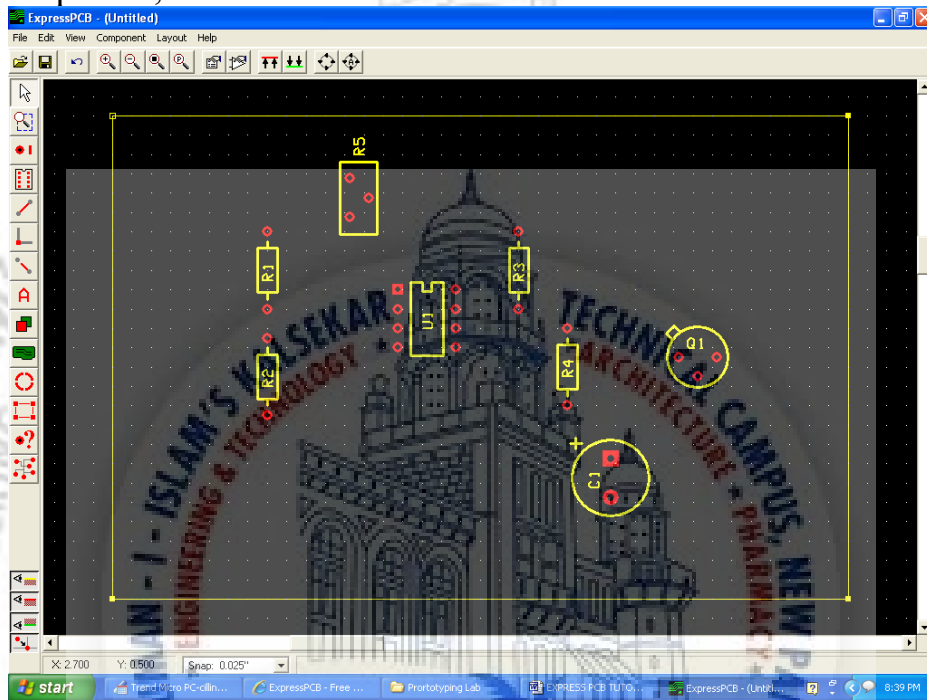 ExpressPCB - (Untitled)
File Edit View Component Layout Help
R5
R1
R3
U1
Q1
R2
R4
C1
ISLAM'S KALSEKAR TECHNICAL CAMPUS, NEW PA
ENGINEERING & TECHNOLOGY • ARCHITECTURE • PHARMACY
X: 2.700 Y: 0.500 Snap: 0.025"
start Trend Micro PC-cillin... ExpressPCB - Free ... Prortotyping Lab EXPRESS PCB TUTO... ExpressPCB - (Untitl... 8:39 PM